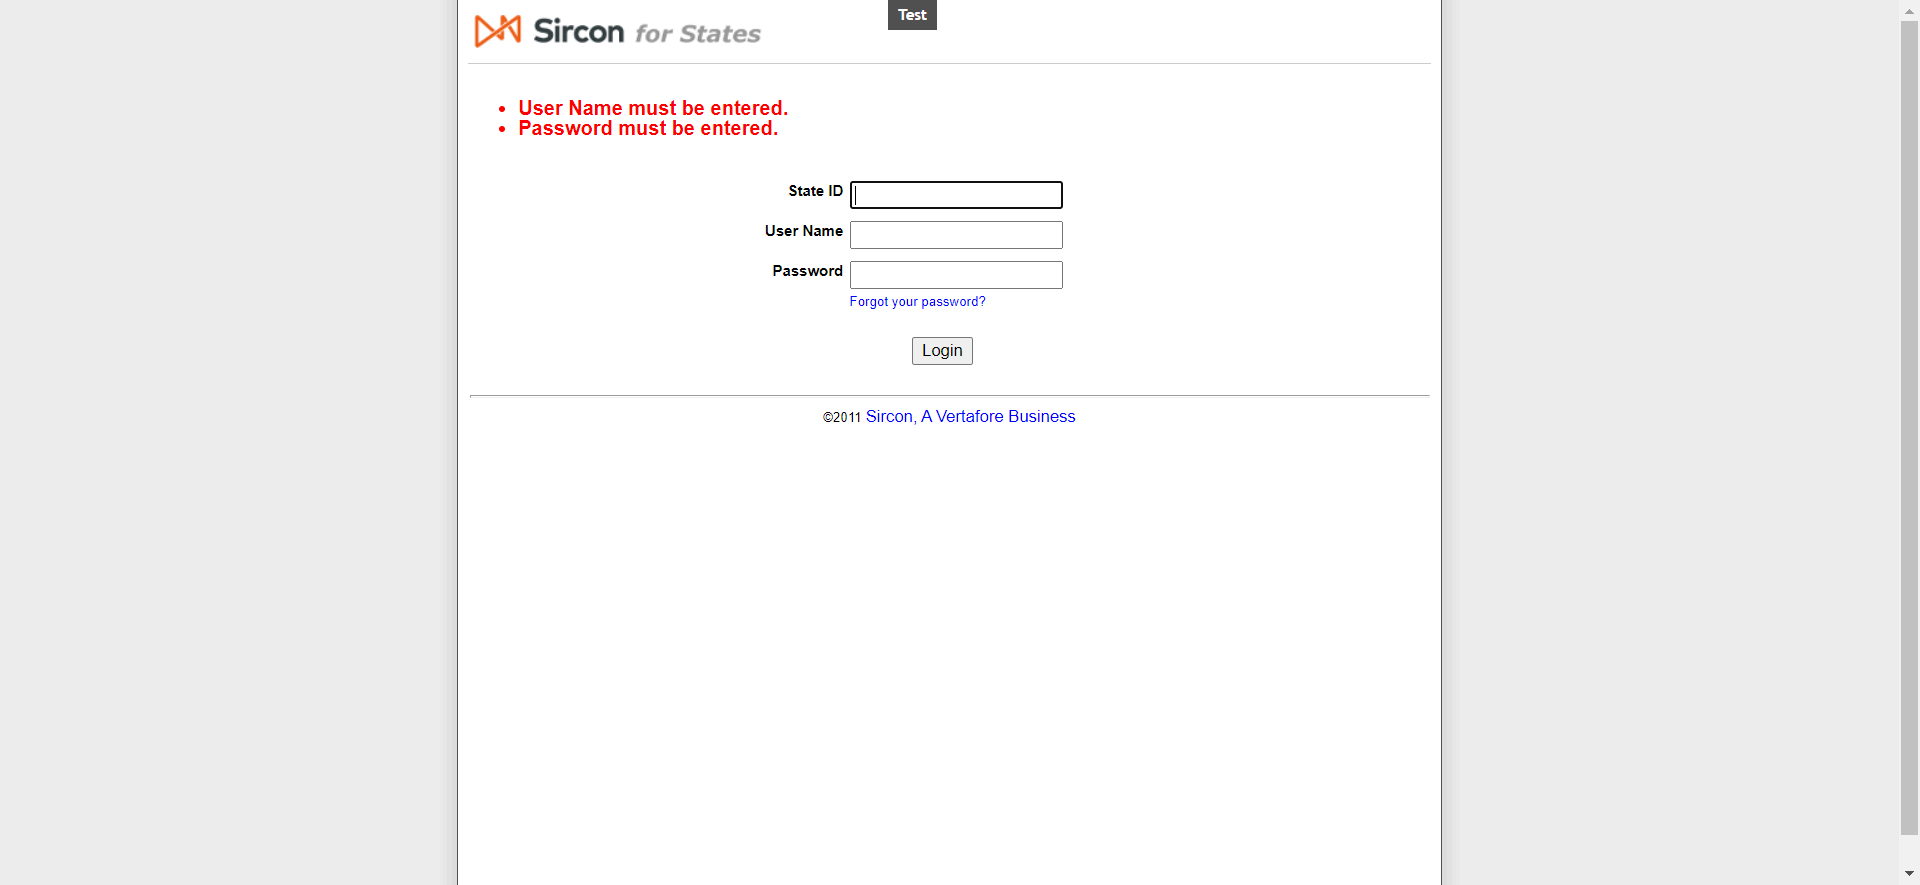 Test
Sircon for States
User Name must be entered.
Password must be entered.
State ID
User Name
Password
Forgot your password?
Login
©2011 Sircon, A Vertafore Business